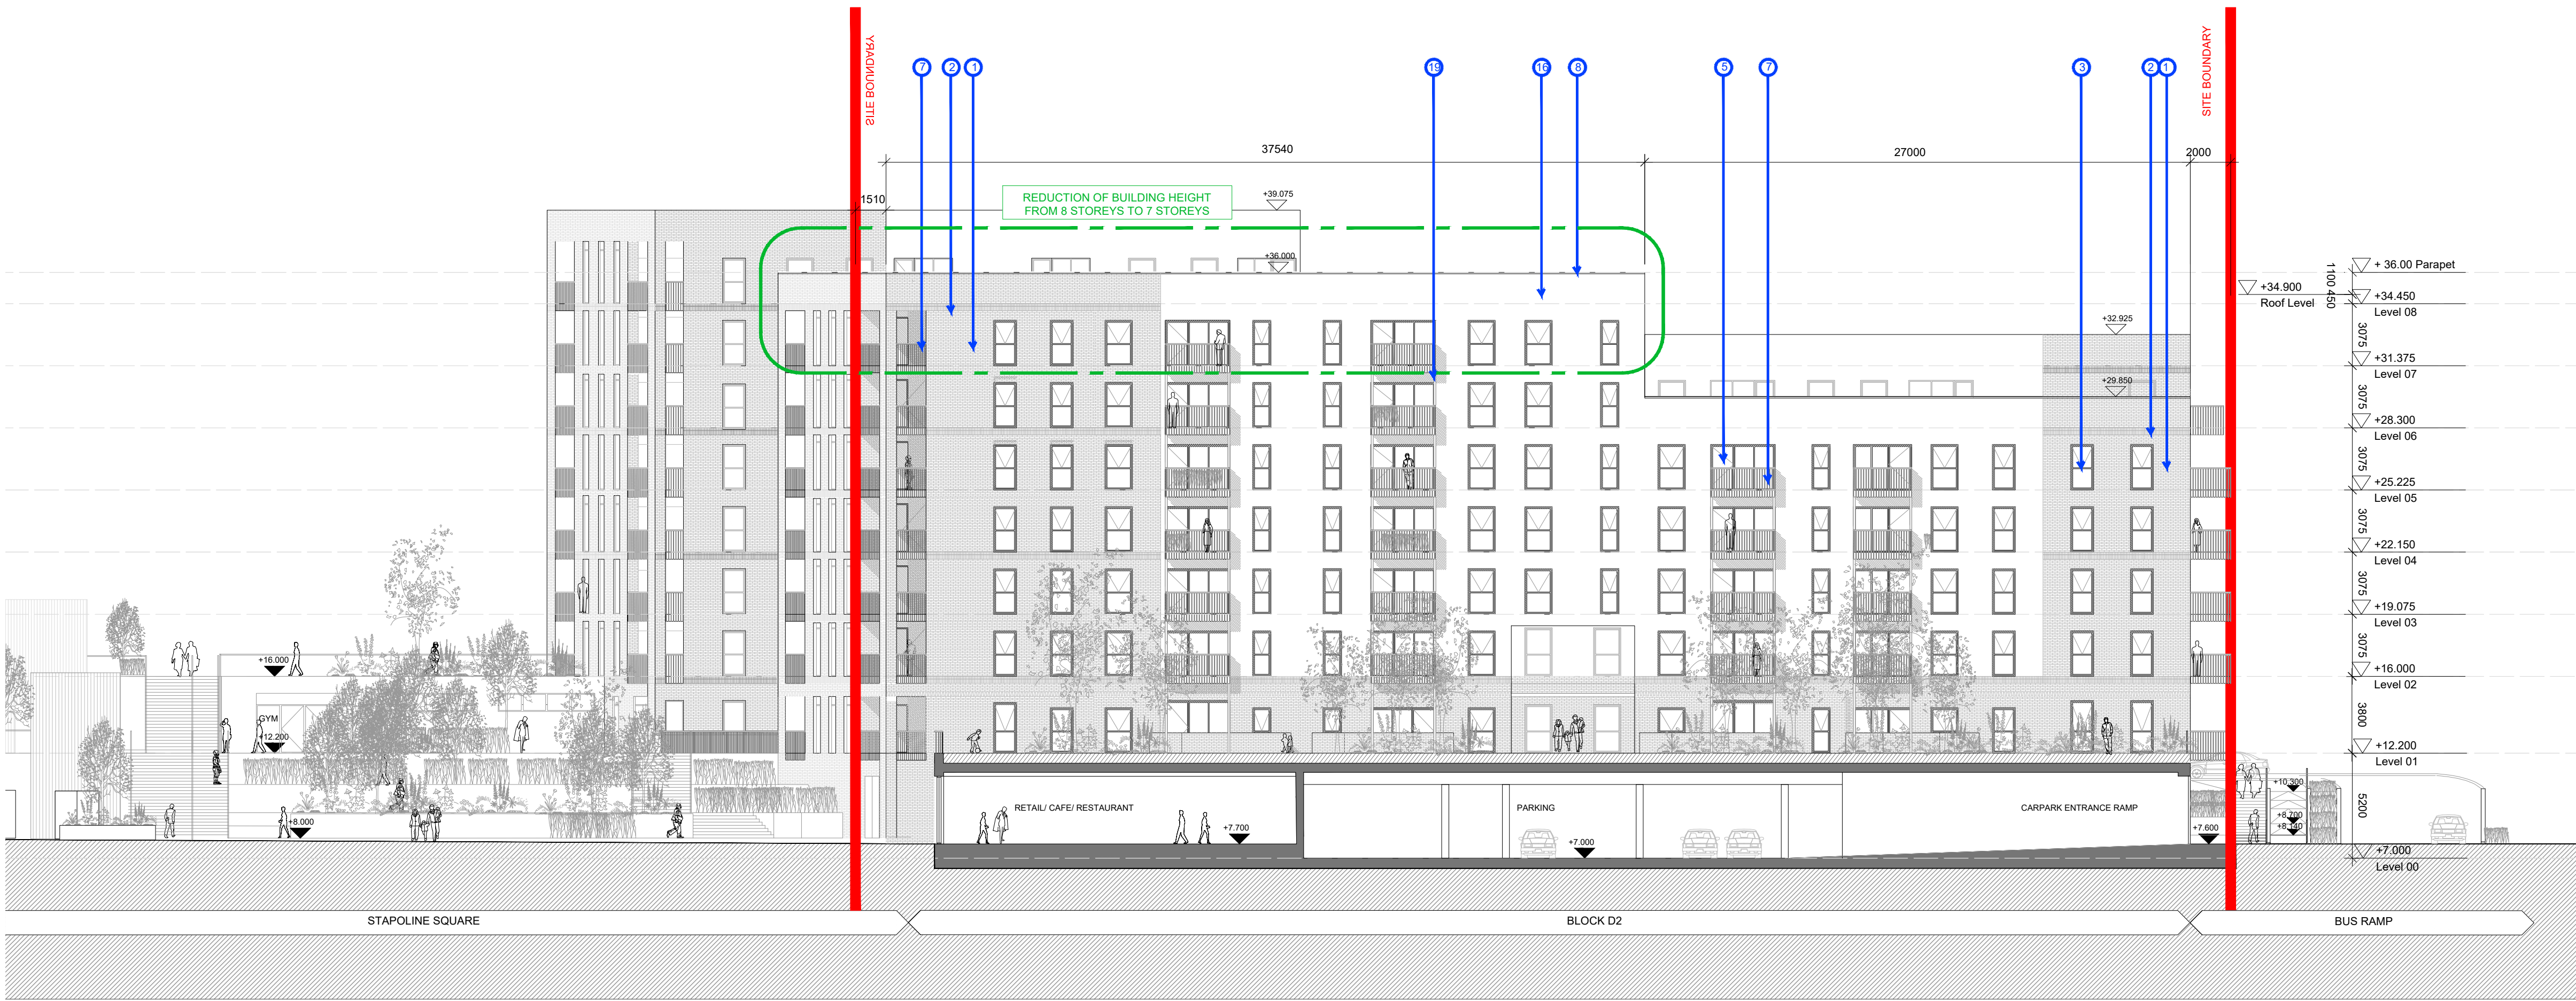 SITE BOUNDARY
SITE BOUNDARY
7
2
1
19
16
8
5
7
3
2
1
37540
27000
2000
1510
REDUCTION OF BUILDING HEIGHT
FROM 8 STOREYS TO 7 STOREYS
+39.075
+36.000
+32.925
+29.850
+ 36.00 Parapet
+34.900
Roof Level
+34.450
Level 08
+31.375
Level 07
+28.300
Level 06
+25.225
Level 05
+22.150
Level 04
+19.075
Level 03
+16.000
Level 02
+12.200
Level 01
+7.000
Level 00
1100
450
3075
3075
3075
3075
3075
3075
3800
5200
+16.000
GYM
+12.200
+8.000
RETAIL/ CAFE/ RESTAURANT
+7.700
PARKING
+7.000
CARPARK ENTRANCE RAMP
+7.600
+10.300
+8.700
+8.140
STAPOLINE SQUARE
BLOCK D2
BUS RAMP